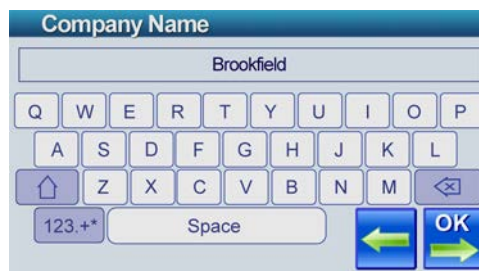 Company Name
Brookfield
Q W E R T Y U I O P
A S D F G H J K L
Z X C V B N M
123.+* Space OK